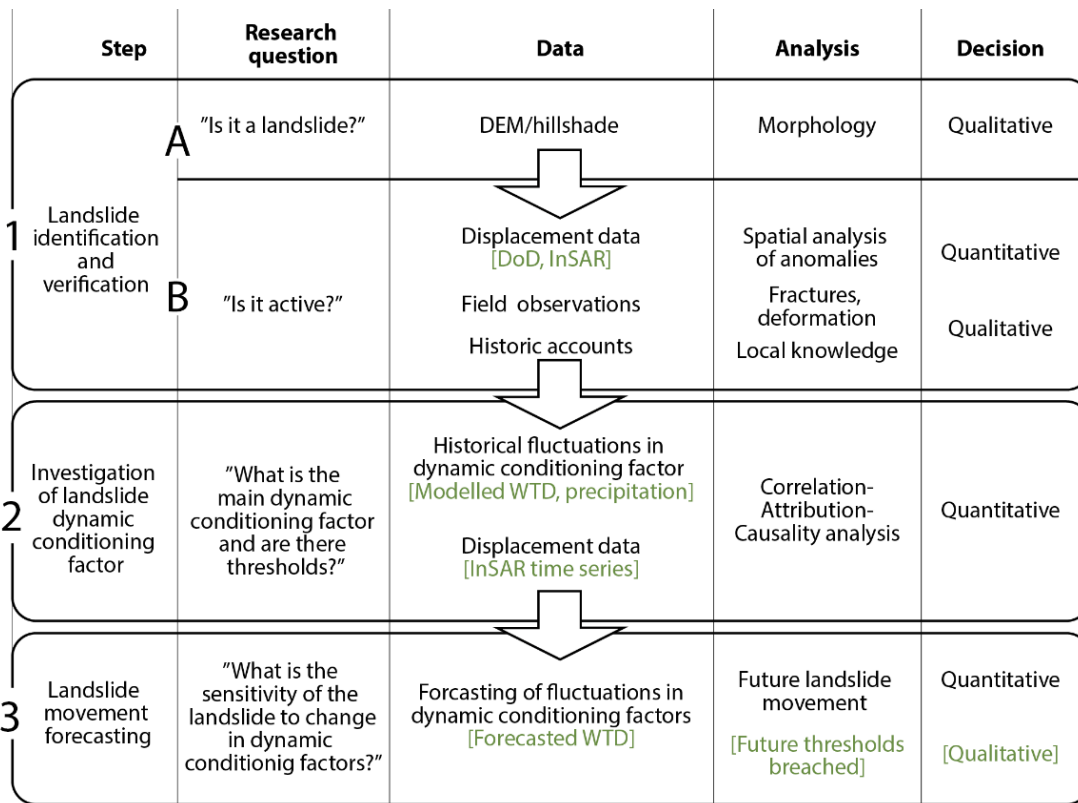 Step
Research
question
Data
Analysis
Decision
1
Landslide
identification
and
verification
A
"Is it a landslide?"
DEM/hillshade
Morphology
Qualitative
B
"Is it active?"
Displacement data
[DoD, InSAR]
Field observations
Historic accounts
Spatial analysis
of anomalies
Fractures,
deformation
Local knowledge
Quantitative
Qualitative
2
Investigation
of landslide
dynamic
conditioning
factor
"What is the
main dynamic
conditioning factor
and are there
thresholds?"
Historical fluctuations in
dynamic conditioning factor
[Modelled WTD, precipitation]
Displacement data
[InSAR time series]
Correlation-
Attribution-
Causality analysis
Quantitative
3
Landslide
movement
forecasting
"What is the
sensitivity of the
landslide to change
in dynamic
conditionig factors?"
Forcasting of fluctuations in
dynamic conditioning factors
[Forecasted WTD]
Future landslide
movement
[Future thresholds
breached]
Quantitative
[Qualitative]